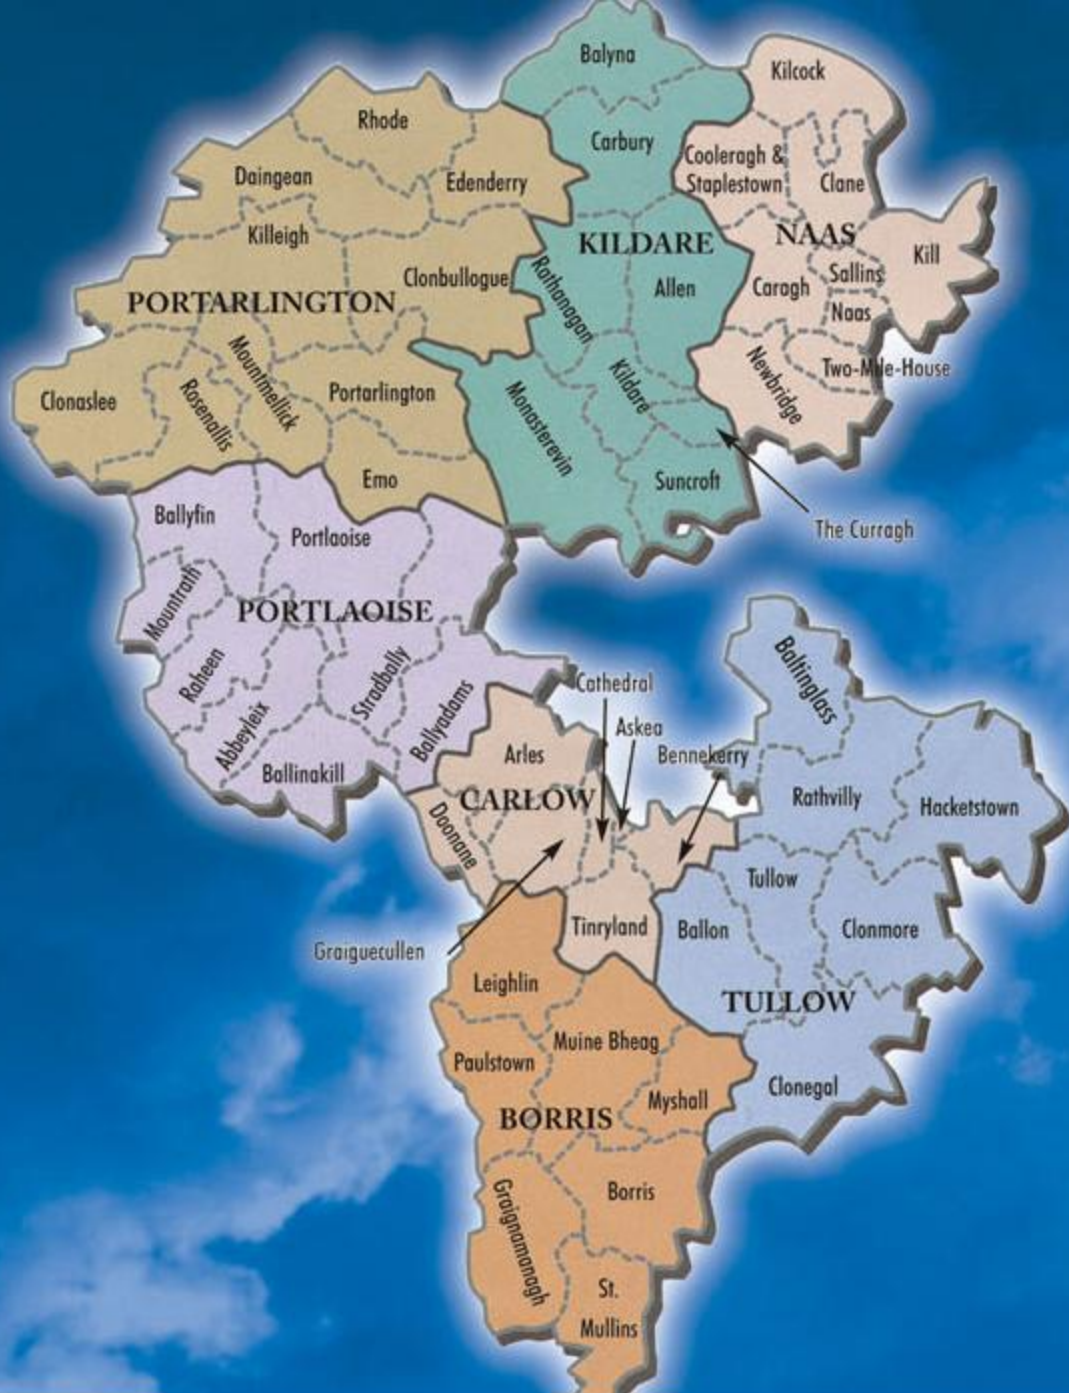 Balyna
Kilcock
Rhode
Carbury
Cooleragh &
Staplestown
Clane
Daingean
Edenderry
Killeigh
KILDARE
NAAS
Kill
Clonbullogue
Rathanagan
Allen
Caragh
Sallins
Naas
PORTARLINGTON
Mountmellick
Kildare
Newbridge
Two-Mile-House
Clonaslee
Rosenallis
Portarlington
Monasterevin
Emo
Suncroft
The Curragh
Ballyfin
Portlaoise
Mountrath
PORTLAOISE
Raheen
Stradbally
Cathedral
Baltinglass
Abbeyleix
Ballyadams
Askea
Arles
Bennekerry
Ballinakill
CARLOW
Rathvilly
Hacketstown
Doonane
Tullow
Graiguecullen
Tinryland
Ballon
Clonmore
Leighlin
TULLOW
Muine Bheag
Paulstown
Clonegal
Myshall
BORRIS
Borris
Graignamanagh
St.
Mullins